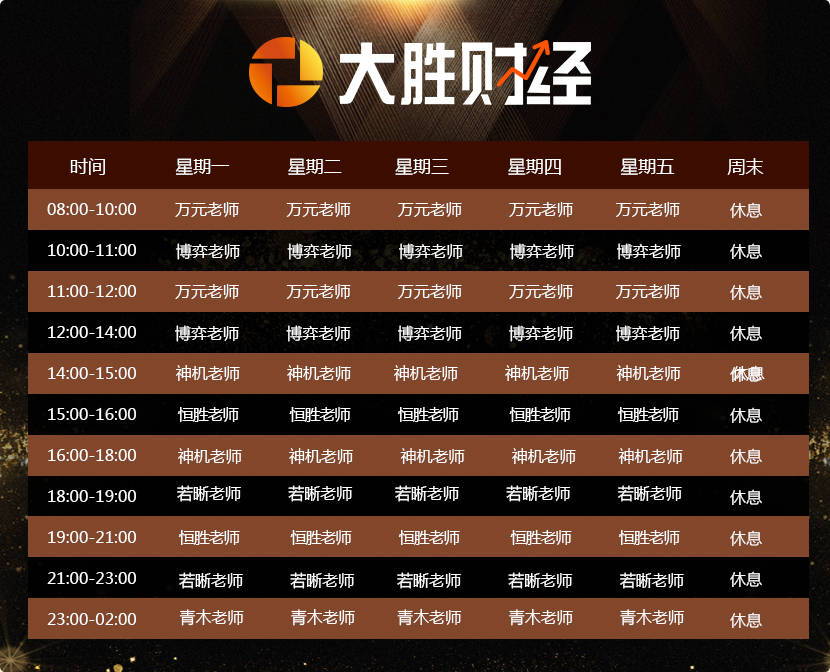 大胜财经
时间 星期一 星期二 星期三 星期四 星期五 周末
08:00-10:00 万元老师 万元老师 万元老师 万元老师 万元老师 休息
10:00-11:00 博弈老师 博弈老师 博弈老师 博弈老师 博弈老师 休息
11:00-12:00 万元老师 万元老师 万元老师 万元老师 万元老师 休息
12:00-14:00 博弈老师 博弈老师 博弈老师 博弈老师 博弈老师 休息
14:00-15:00 神机老师 神机老师 神机老师 神机老师 神机老师 休息
15:00-16:00 恒胜老师 恒胜老师 恒胜老师 恒胜老师 恒胜老师 休息
16:00-18:00 神机老师 神机老师 神机老师 神机老师 神机老师 休息
18:00-19:00 若晰老师 若晰老师 若晰老师 若晰老师 若晰老师 休息
19:00-21:00 恒胜老师 恒胜老师 恒胜老师 恒胜老师 恒胜老师 休息
21:00-23:00 若晰老师 若晰老师 若晰老师 若晰老师 若晰老师 休息
23:00-02:00 青木老师 青木老师 青木老师 青木老师 青木老师 休息